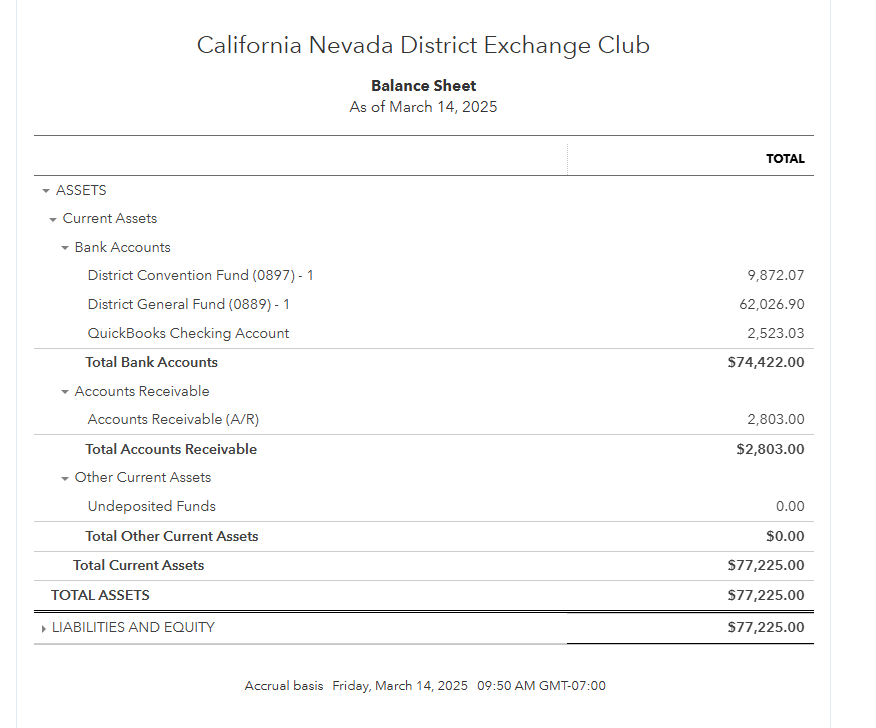 California Nevada District Exchange Club
Balance Sheet
As of March 14, 2025
TOTAL
ASSETS
Current Assets
Bank Accounts
District Convention Fund (0897) - 1 9,872.07
District General Fund (0889) - 1 62,026.90
QuickBooks Checking Account 2,523.03
Total Bank Accounts $74,422.00
Accounts Receivable
Accounts Receivable (A/R) 2,803.00
Total Accounts Receivable $2,803.00
Other Current Assets
Undeposited Funds 0.00
Total Other Current Assets $0.00
Total Current Assets $77,225.00
TOTAL ASSETS $77,225.00
LIABILITIES AND EQUITY $77,225.00
Accrual basis Friday, March 14, 2025 09:50 AM GMT-07:00